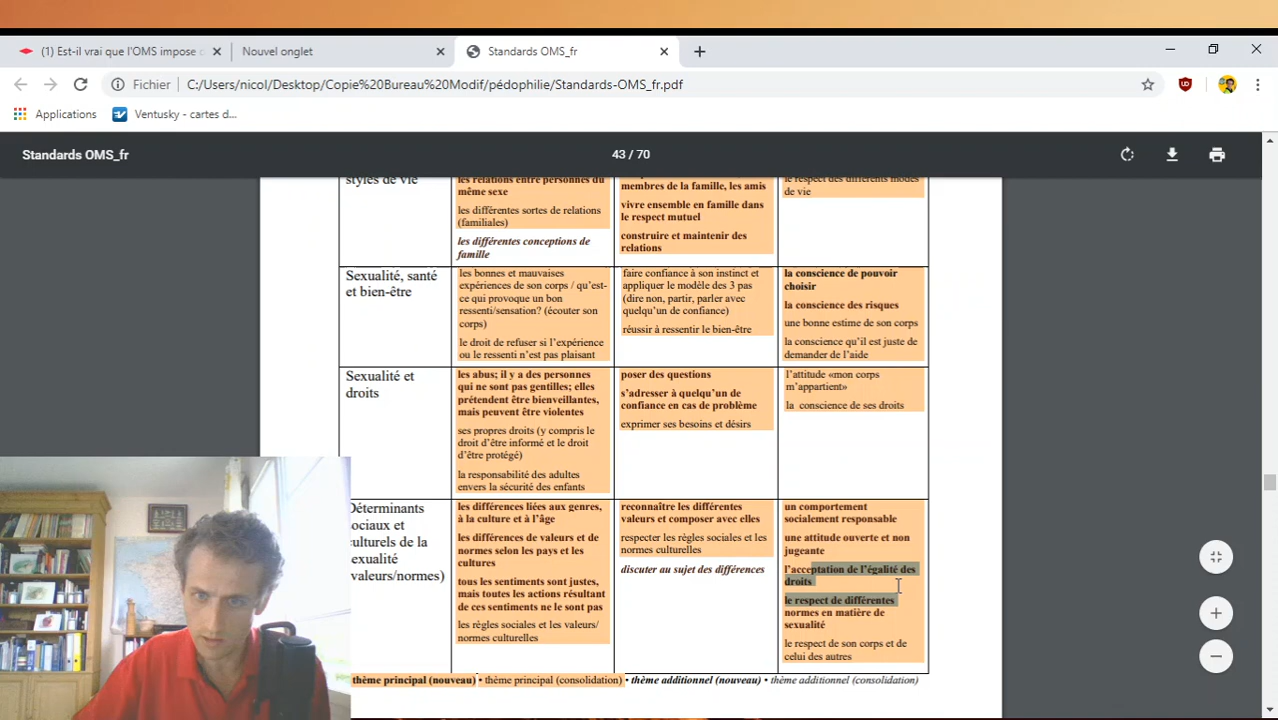 (1) Est-il vrai que l'OMS impose
Nouvel onglet
Standards OMS_fr
Fichier
C:/Users/nicol/Desktop/Copie%20Bureau%20Modif/pédophilie/Standards-OMS_fr.pdf
Applications
Ventusky - cartes d...
Standards OMS_fr
43 / 70
styles de vie
les relations entre personnes du
même sexe
les différentes sortes de relations
(familiales)
les différentes conceptions de
famille
membres de la famille, les amis
vivre ensemble en famille dans
le respect mutuel
construire et maintenir des
relations
le respect des différents modes
de vie
Sexualité, santé
et bien-être
les bonnes et mauvaises
expériences de son corps / qu'est-
ce qui provoque un bon
ressenti/sensation? (écouter son
corps)
le droit de refuser si l'expérience
ou le ressenti n'est pas plaisant
faire confiance à son instinct et
appliquer le modèle des 3 pas
(dire non, partir, parler avec
quelqu'un de confiance)
réussir à ressentir le bien-être
la conscience de pouvoir
choisir
la conscience des risques
une bonne estime de son corps
la conscience qu'il est juste de
demander de l'aide
Sexualité et
droits
les abus; il y a des personnes
qui ne sont pas gentilles; elles
prétendent être bienveillantes,
mais peuvent être violentes
ses propres droits (y compris le
droit d'être informé et le droit
d'être protégé)
la responsabilité des adultes
envers la sécurité des enfants
poser des questions
s'adresser à quelqu'un de
confiance en cas de problème
exprimer ses besoins et désirs
l'attitude «mon corps
m'appartient»
la conscience de ses droits
Déterminants
sociaux et
culturels de la
sexualité
(valeurs/normes)
les différences liées aux genres,
à la culture et à l'âge
les différences de valeurs et de
normes selon les pays et les
cultures
tous les sentiments sont justes,
mais toutes les actions résultant
de ces sentiments ne le sont pas
les règles sociales et les valeurs/
normes culturelles
reconnaître les différentes
valeurs et composer avec elles
respecter les règles sociales et les
normes culturelles
discuter au sujet des différences
un comportement
socialement responsable
une attitude ouverte et non
jugeante
l'acceptation de l'égalité des
droits
le respect de différentes
normes en matière de
sexualité
le respect de son corps et de
celui des autres
thème principal (nouveau) • thème principal (consolidation) • thème additionnel (nouveau) • thème additionnel (consolidation)